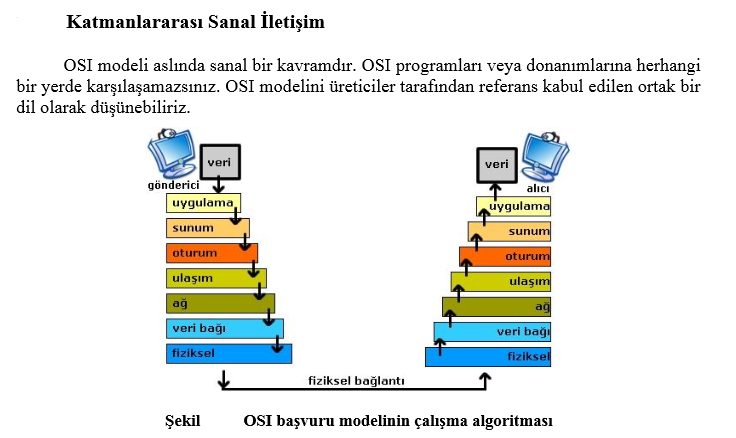 Katmanlararası Sanal İletişim
OSI modeli aslında sanal bir kavramdır. OSI programları veya donanımlarına herhangi
bir yerde karşılaşamazsınız. OSI modelini üreticiler tarafından referans kabul edilen ortak bir
dil olarak düşünebiliriz.
veri
gönderici
uygulama
sunum
oturum
ulaşım
ağ
veri bağı
fiziksel
veri
alıcı
uygulama
sunum
oturum
ulaşım
ağ
veri bağı
fiziksel
fiziksel bağlantı
Şekil OSI başvuru modelinin çalışma algoritması